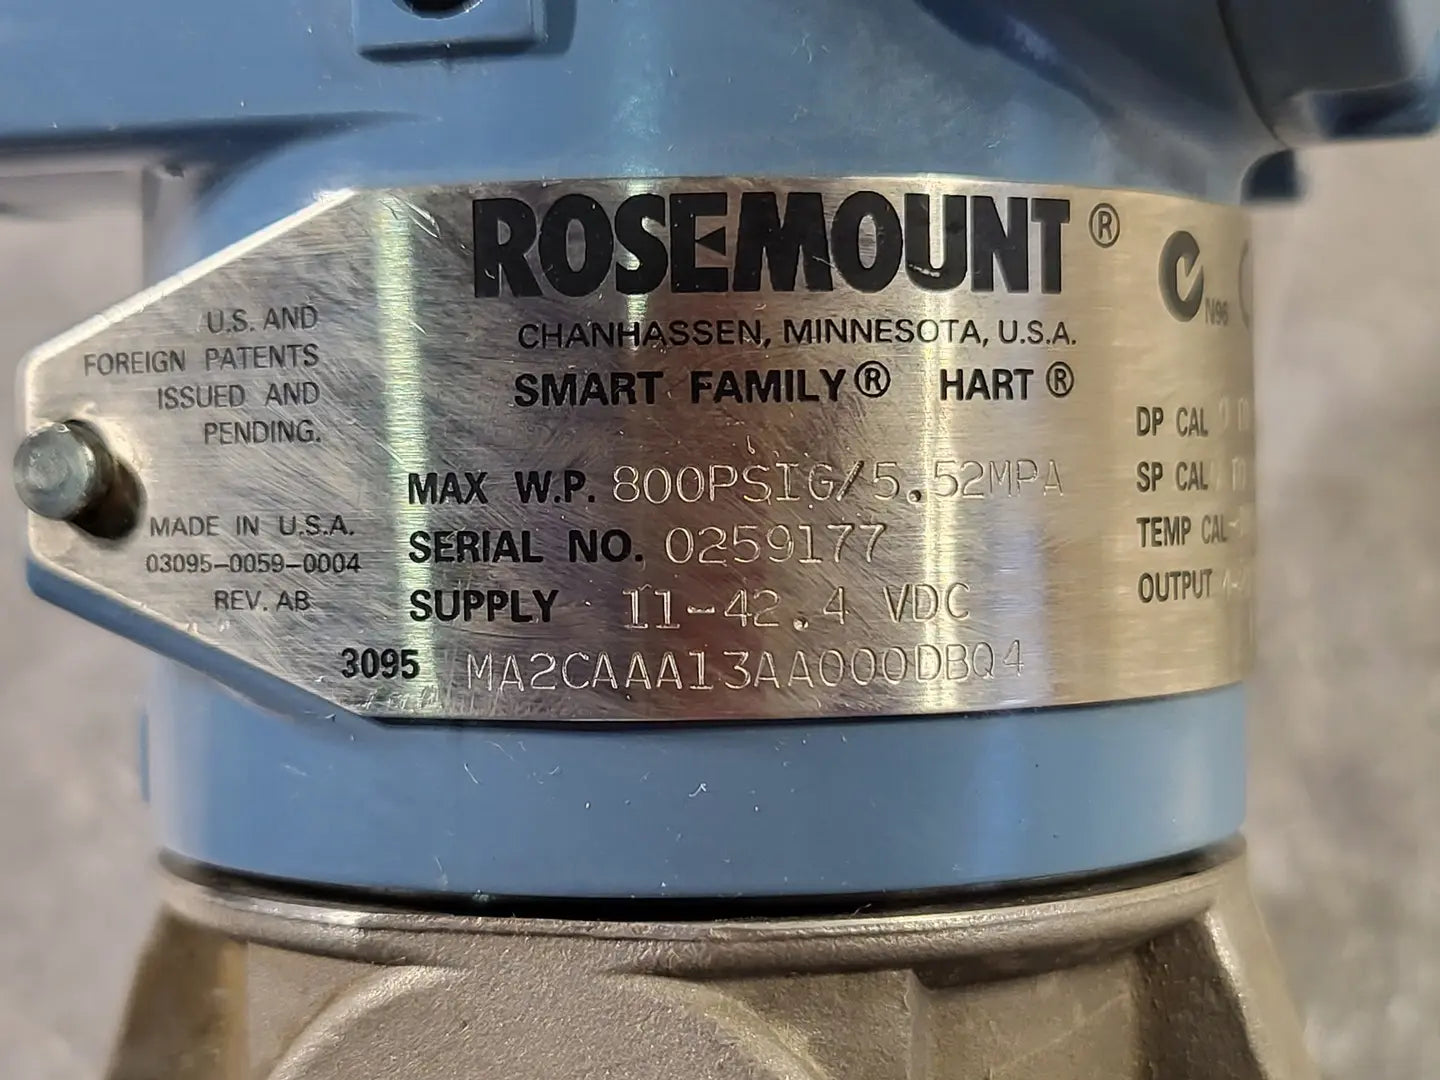 ROSEMOUNT®
CHANHASSEN, MINNESOTA, U.S.A.
SMART FAMILY® HART®
U.S. AND
FOREIGN PATENTS
ISSUED AND
PENDING.
MADE IN U.S.A.
03095-0059-0004
REV. AB
MAX W.P. 800PSIG/5.52MPA
SERIAL NO. 0259177
SUPPLY 11-42.4 VDC
3095 MA2CAAA13AA000DBQ4
N96
DP CAL
SP CAL
TEMP CAL
OUTPUT